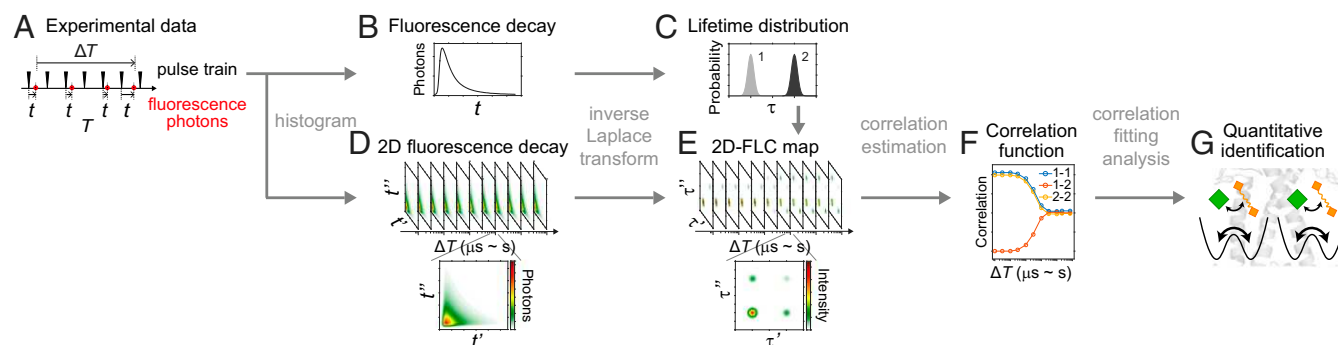 A Experimental data
ΔT
pulse train
t t t t
T
fluorescence
photons
histogram
B Fluorescence decay
Photons
t
C Lifetime distribution
Probability
1 2
τ
inverse
Laplace
transform
D 2D fluorescence decay
t''
t'
ΔT (μs ~ s)
t''
t'
Photons
E 2D-FLC map
τ''
τ'
ΔT (μs ~ s)
τ''
τ'
Intensity
correlation
estimation
F Correlation
function
Correlation
1-1
1-2
2-2
ΔT (μs ~ s)
correlation
fitting
analysis
G Quantitative
identification